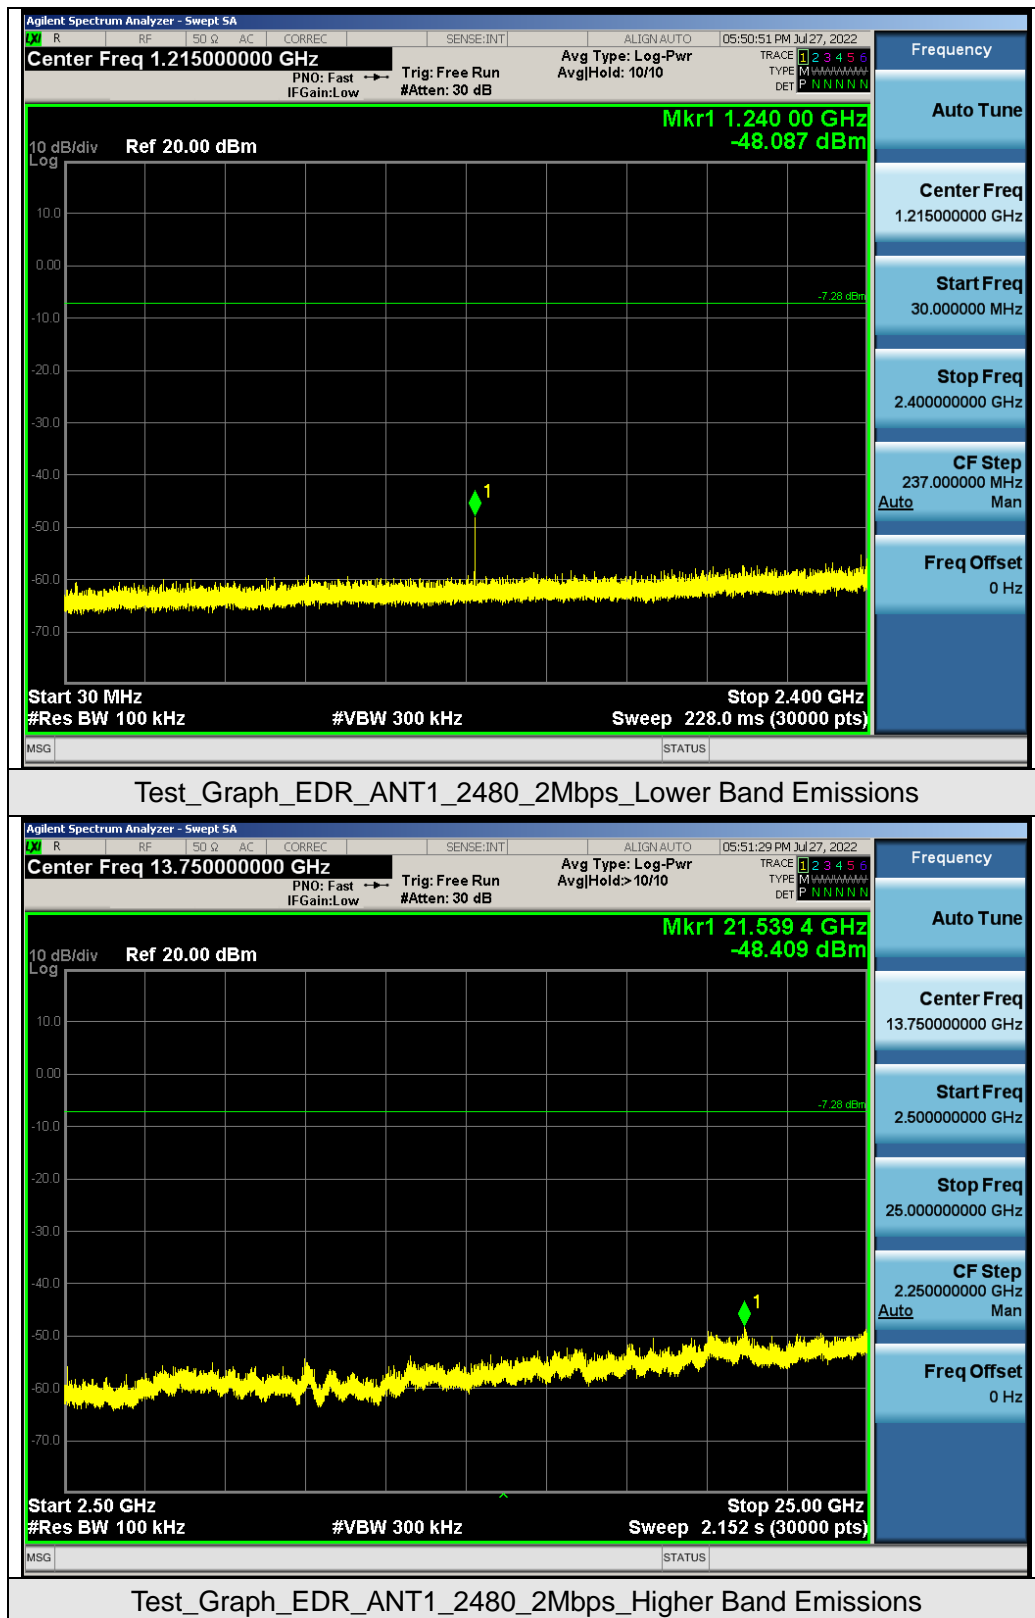 Agilent Spectrum Analyzer - Swept SA
LXI R RF 50 Ω AC CORREC SENSE:INT ALIGN AUTO 05:50:51 PM Jul 27, 2022
Center Freq 1.215000000 GHz
PNO: Fast
IFGain:Low
Trig: Free Run
#Atten: 30 dB
Avg Type: Log-Pwr
Avg|Hold: 10/10
TRACE 1 2 3 4 5 6
TYPE M WWWWW
DET P N N N N N
Mkr1 1.240 00 GHz
-48.087 dBm
10 dB/div
Log
Ref 20.00 dBm
10.0
0.00
-7.28 dBm
-10.0
-20.0
-30.0
-40.0
1
-50.0
-60.0
-70.0
Start 30 MHz
Stop 2.400 GHz
#Res BW 100 kHz
#VBW 300 kHz
Sweep 228.0 ms (30000 pts)
MSG
STATUS
Frequency
Auto Tune
Center Freq
1.215000000 GHz
Start Freq
30.000000 MHz
Stop Freq
2.400000000 GHz
CF Step
237.000000 MHz
Auto Man
Freq Offset
0 Hz
Test_Graph_EDR_ANT1_2480_2Mbps_Lower Band Emissions
Agilent Spectrum Analyzer - Swept SA
LXI R RF 50 Ω AC CORREC SENSE:INT ALIGN AUTO 05:51:29 PM Jul 27, 2022
Center Freq 13.750000000 GHz
PNO: Fast
IFGain:Low
Trig: Free Run
#Atten: 30 dB
Avg Type: Log-Pwr
Avg|Hold:>10/10
TRACE 1 2 3 4 5 6
TYPE M WWWWW
DET P N N N N N
Mkr1 21.539 4 GHz
-48.409 dBm
10 dB/div
Log
Ref 20.00 dBm
10.0
0.00
-7.28 dBm
-10.0
-20.0
-30.0
-40.0
1
-50.0
-60.0
-70.0
Start 2.50 GHz
Stop 25.00 GHz
#Res BW 100 kHz
#VBW 300 kHz
Sweep 2.152 s (30000 pts)
MSG
STATUS
Frequency
Auto Tune
Center Freq
13.750000000 GHz
Start Freq
2.500000000 GHz
Stop Freq
25.000000000 GHz
CF Step
2.250000000 GHz
Auto Man
Freq Offset
0 Hz
Test_Graph_EDR_ANT1_2480_2Mbps_Higher Band Emissions